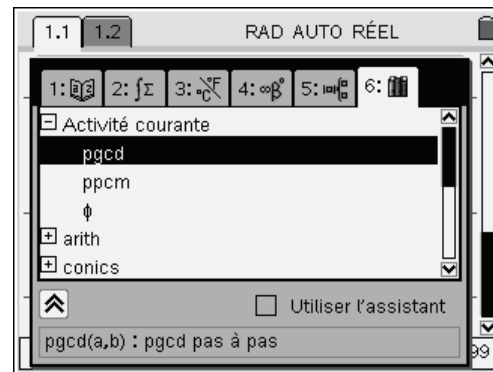 1.1 1.2 RAD AUTO RÉEL
1: 2: ∫Σ 3: °C°F 4: ∞β° 5: 6:
Activité courante
pgcd
ppcm
ϕ
arith
conics
Utiliser l'assistant
pgcd(a,b) : pgcd pas à pas
99